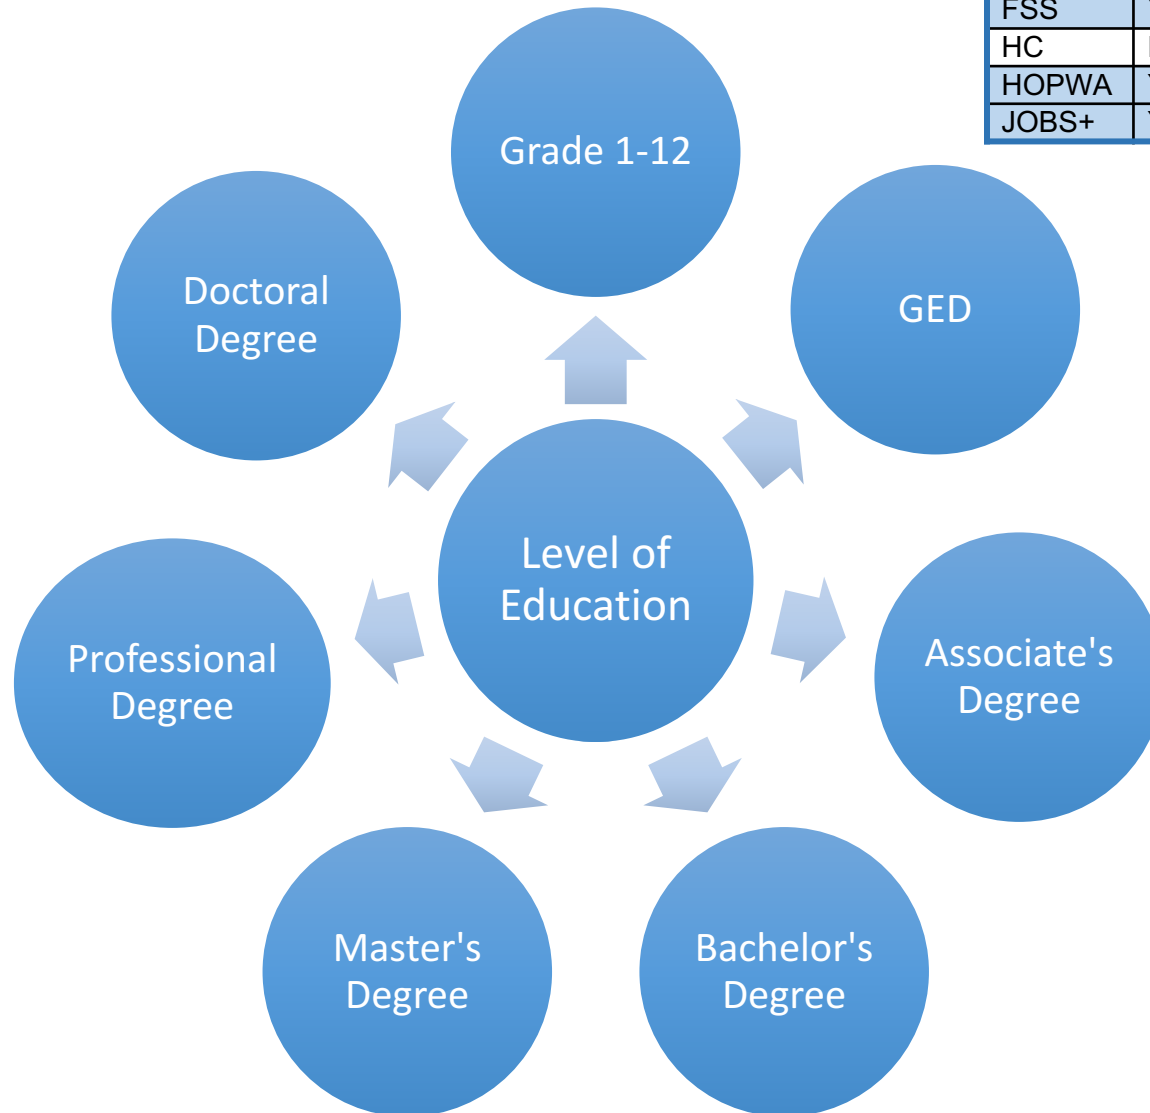 FSS
HC
HOPWA
JOBS+
Grade 1-12
GED
Associate's
Degree
Bachelor's
Degree
Master's
Degree
Professional
Degree
Doctoral
Degree
Level of
Education